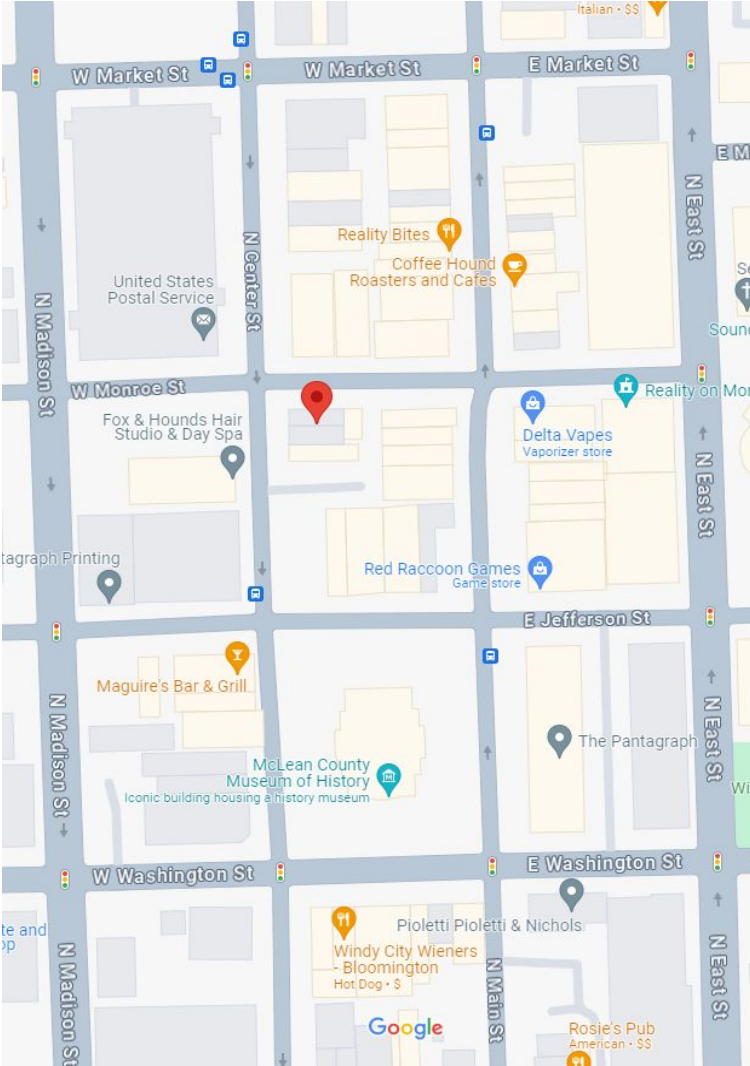 Italian • $$
W Market St
W Market St
E Market St
E M
N East St
Reality Bites
Coffee Hound
Roasters and Cafes
N Center St
United States
Postal Service
N Madison St
Se
Sound
W Monroe St
Reality on Mon
Fox & Hounds Hair
Studio & Day Spa
Delta Vapes
Vaporizer store
N East St
tagraph Printing
Red Raccoon Games
Game store
E Jefferson St
Maguire's Bar & Grill
N Madison St
N East St
The Pantagraph
McLean County
Museum of History
Iconic building housing a history museum
Wi
W Washington St
E Washington St
te and
op
Pioletti Pioletti & Nichols
Windy City Wieners
- Bloomington
Hot Dog • $
N Madison St
N Main St
N East St
Google
Rosie's Pub
American • $$